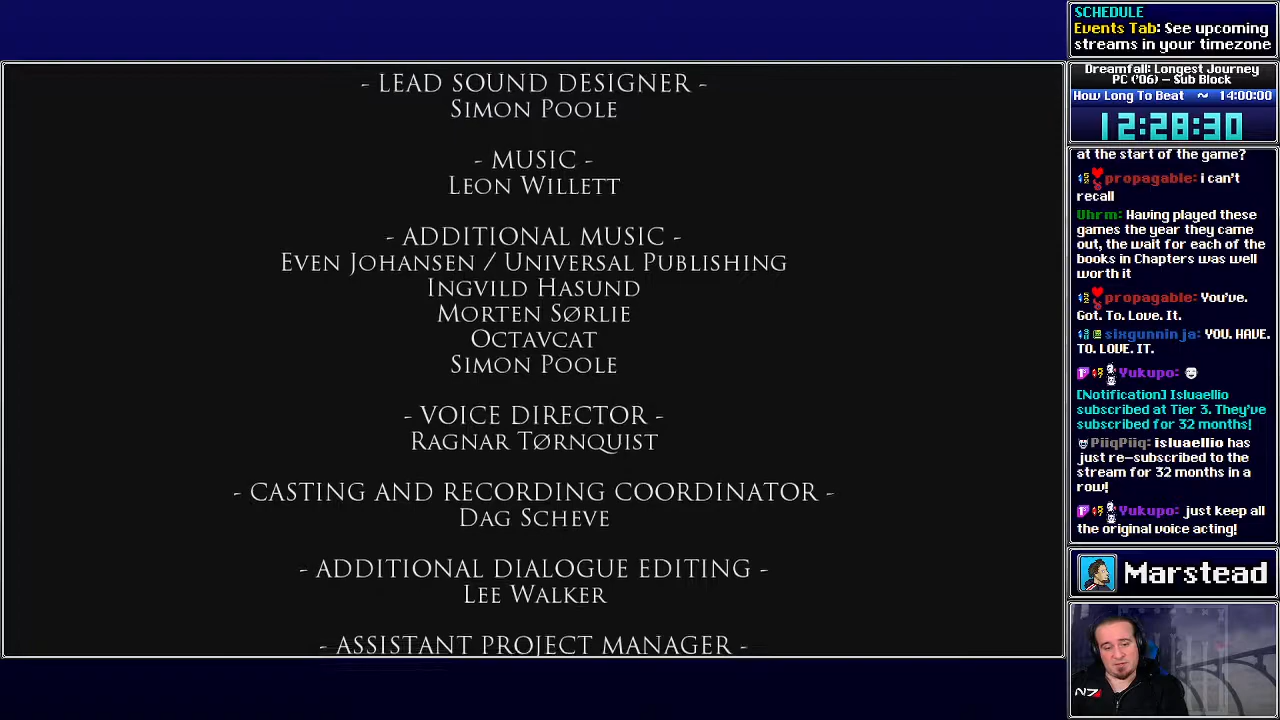 - LEAD SOUND DESIGNER -
SIMON POOLE
- MUSIC -
LEON WILLETT
- ADDITIONAL MUSIC -
EVEN JOHANSEN / UNIVERSAL PUBLISHING
INGVILD HASUND
MORTEN SØRLIE
OCTAVCAT
SIMON POOLE
- VOICE DIRECTOR -
RAGNAR TØRNQUIST
- CASTING AND RECORDING COORDINATOR -
DAG SCHEVE
- ADDITIONAL DIALOGUE EDITING -
LEE WALKER
- ASSISTANT PROJECT MANAGER -
SCHEDULE
Events Tab: See upcoming
streams in your timezone
Dreamfall: Longest Journey
PC ('06) – Sub Block
How Long To Beat ~ 14:00:00
12:28:30
at the start of the game?
propagable: i can't
recall
Uhrm: Having played these
games the year they came
out, the wait for each of the
books in Chapters was well
worth it
propagable: You've.
Got. To. Love. It.
sixgunninja: YOU. HAVE.
TO. LOVE. IT.
Yukupo:
[Notification] Isluaellio
subscribed at Tier 3. They've
subscribed for 32 months!
PiiqPiiq: isluaellio has
just re-subscribed to the
stream for 32 months in a
row!
Yukupo: just keep all
the original voice acting!
Marstead
N7